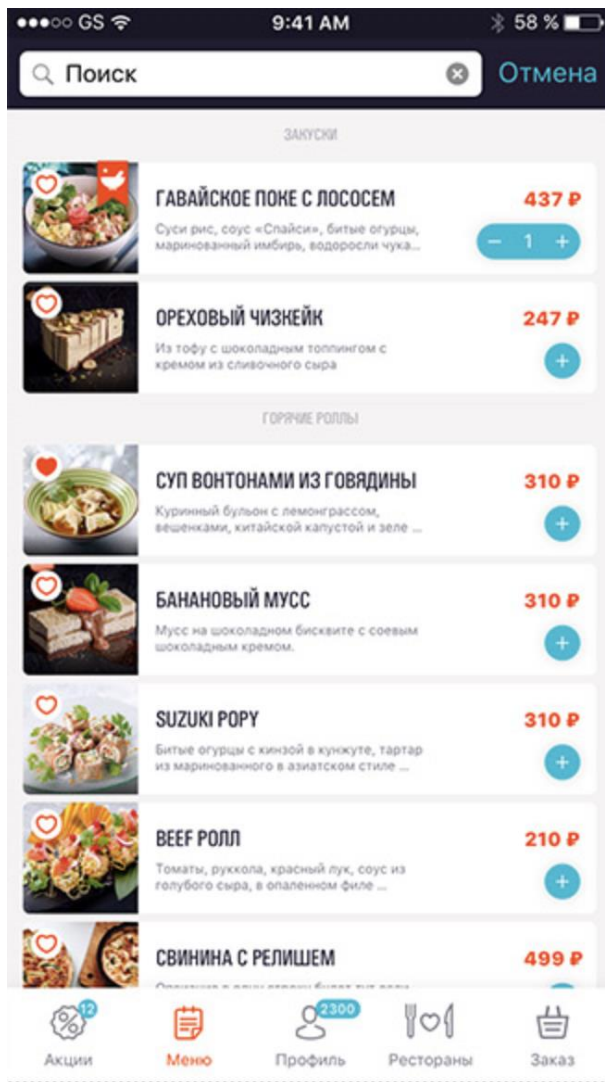 GS 9:41 AM 58 %
Поиск Отмена
ЗАКУСКИ
ГАВАЙСКОЕ ПОКЕ С ЛОСОСЕМ 437 ₽
Суси рис, соус «Спайси», битые огурцы,
маринованный имбирь, водоросли чука...
− 1 +
ОРЕХОВЫЙ ЧИЗКЕЙК 247 ₽
Из тофу с шоколадным топпингом с
кремом из сливочного сыра
+
ГОРЯЧИЕ РОЛЛЫ
СУП ВОНТОНАМИ ИЗ ГОВЯДИНЫ 310 ₽
Куринный бульон с лемонграссом,
вешенками, китайской капустой и зеле ...
+
БАНАНОВЫЙ МУСС 310 ₽
Мусс на шоколадном бисквите с соевым
шоколадным кремом.
+
SUZUKI РОРУ 310 ₽
Битые огурцы с кинзой в кунжуте, тартар
из маринованного в азиатском стиле ...
+
BEEF РОЛЛ 210 ₽
Томаты, руккола, красный лук, соус из
голубого сыра, в опаленном филе ...
+
СВИНИНА С РЕЛИШЕМ 499 ₽
12 2300
Акции Меню Профиль Рестораны Заказ